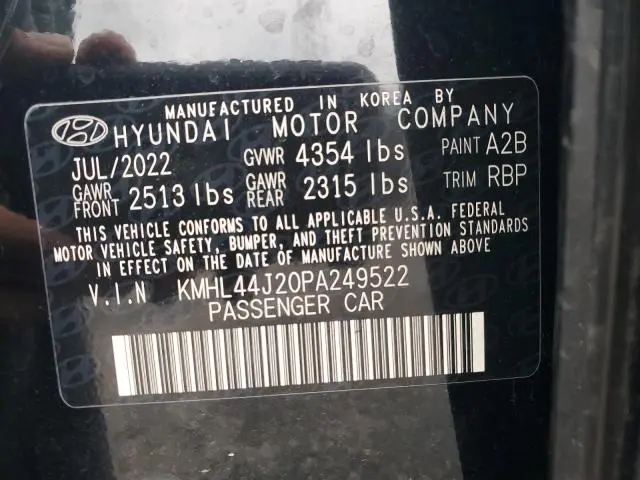 MANUFACTURED IN KOREA BY
HYUNDAI MOTOR COMPANY
JUL/2022 GVWR 4354 lbs PAINT A2B
GAWR FRONT 2513 lbs GAWR REAR 2315 lbs TRIM RBP
THIS VEHICLE CONFORMS TO ALL APPLICABLE U.S.A. FEDERAL
MOTOR VEHICLE SAFETY, BUMPER, AND THEFT PREVENTION STANDARDS
IN EFFECT ON THE DATE OF MANUFACTURE SHOWN ABOVE
V.I.N KMHL44J20PA249522
PASSENGER CAR